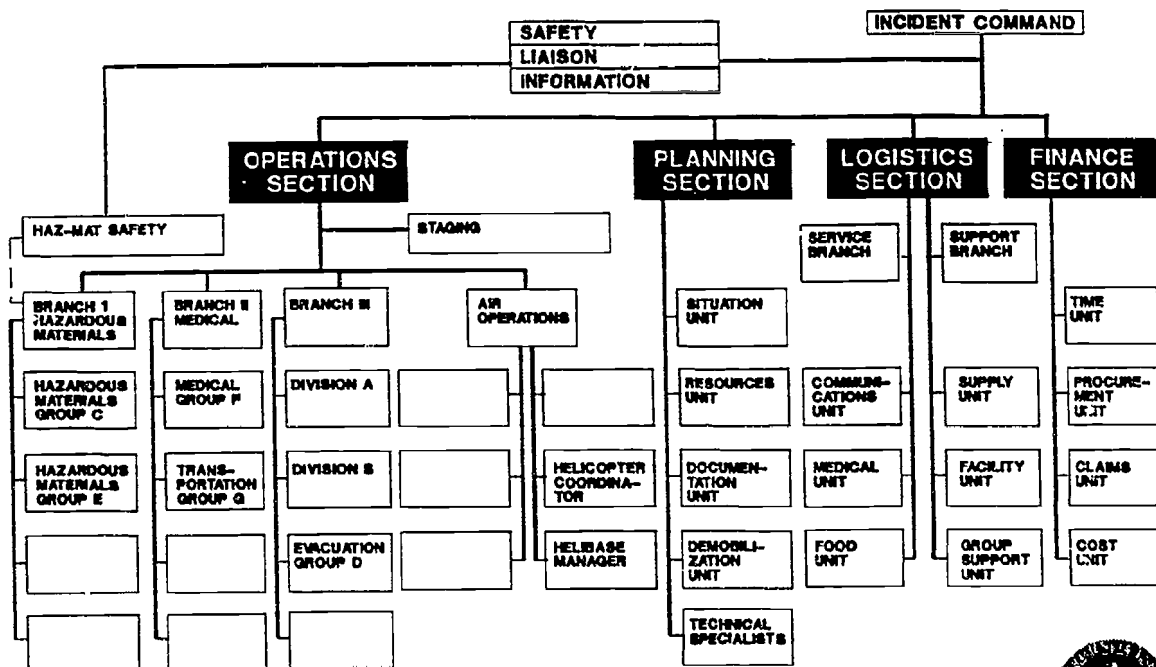 INCIDENT COMMAND
SAFETY
LIAISON
INFORMATION
OPERATIONS
SECTION
PLANNING
SECTION
LOGISTICS
SECTION
FINANCE
SECTION
HAZ-MAT SAFETY
STAGING
SERVICE
BRANCH
SUPPORT
BRANCH
BRANCH 1
HAZARDOUS
MATERIALS
BRANCH II
MEDICAL
BRANCH III
AIR
OPERATIONS
SITUATION
UNIT
TIME
UNIT
HAZARDOUS
MATERIALS
GROUP C
MEDICAL
GROUP F
DIVISION A
RESOURCES
UNIT
COMMUNI-
CATIONS
UNIT
SUPPLY
UNIT
PROCURE-
MENT
UNIT
HAZARDOUS
MATERIALS
GROUP E
TRANS-
PORTATION
GROUP G
DIVISION B
HELICOPTER
COORDINA-
TOR
DOCUMEN-
TATION
UNIT
MEDICAL
UNIT
FACILITY
UNIT
CLAIMS
UNIT
EVACUATION
GROUP D
HELIBASE
MANAGER
DEMOBILI-
ZATION
UNIT
FOOD
UNIT
GROUP
SUPPORT
UNIT
COST
UNIT
TECHNICAL
SPECIALISTS